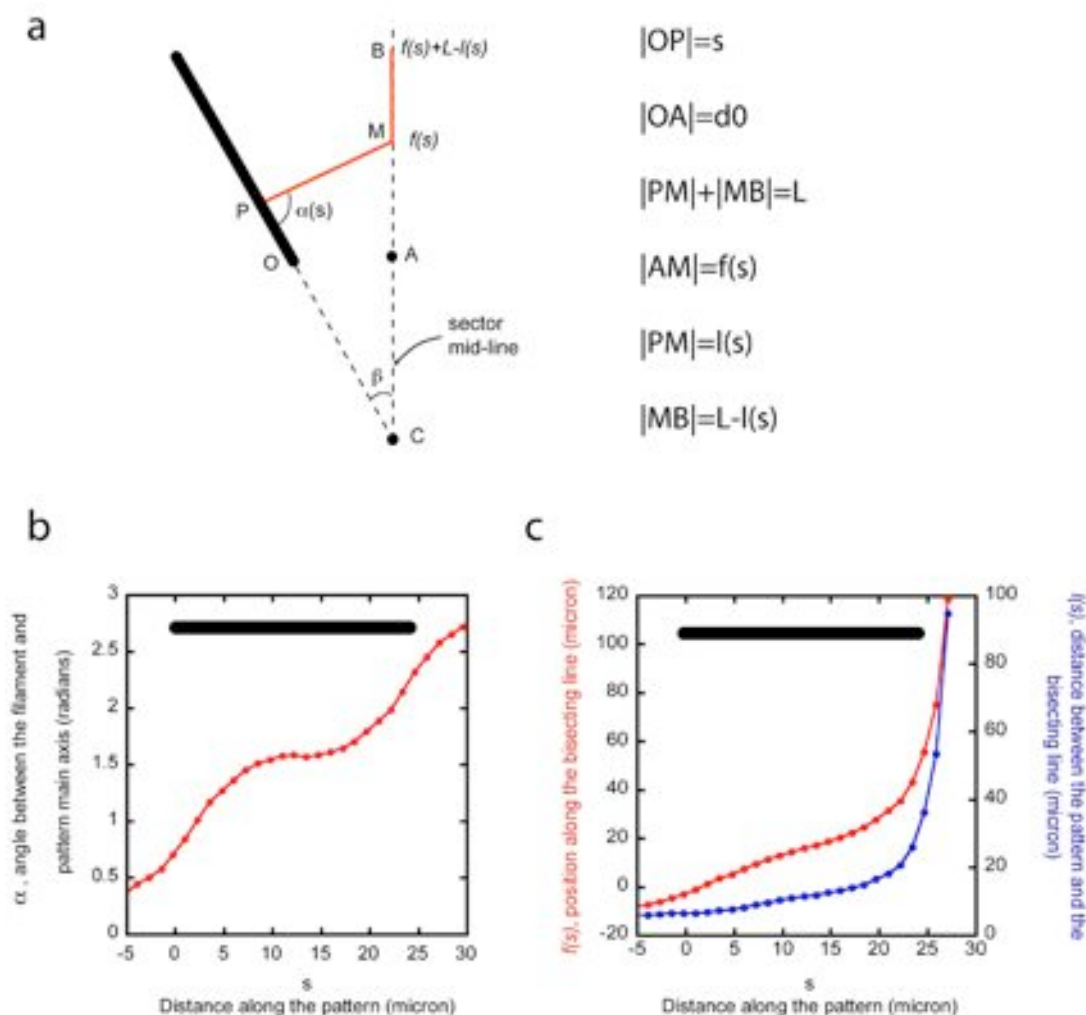 a
B
f(s)+L-l(s)
M
f(s)
P
α(s)
O
A
sector
mid-line
β
C
|OP|=s
|OA|=d0
|PM|+|MB|=L
|AM|=f(s)
|PM|=l(s)
|MB|=L-l(s)
b
α , angle between the filament and
pattern main axis (radians)
3
2.5
2
1.5
1
0.5
0
-5 0 5 10 15 20 25 30
s
Distance along the pattern (micron)
c
f(s), position along the bisecting line (micron)
120
100
80
60
40
20
0
-20
100
80
60
40
20
0
l(s), distance between the pattern and the
bisecting line (micron)
-5 0 5 10 15 20 25 30
s
Distance along the pattern (micron)